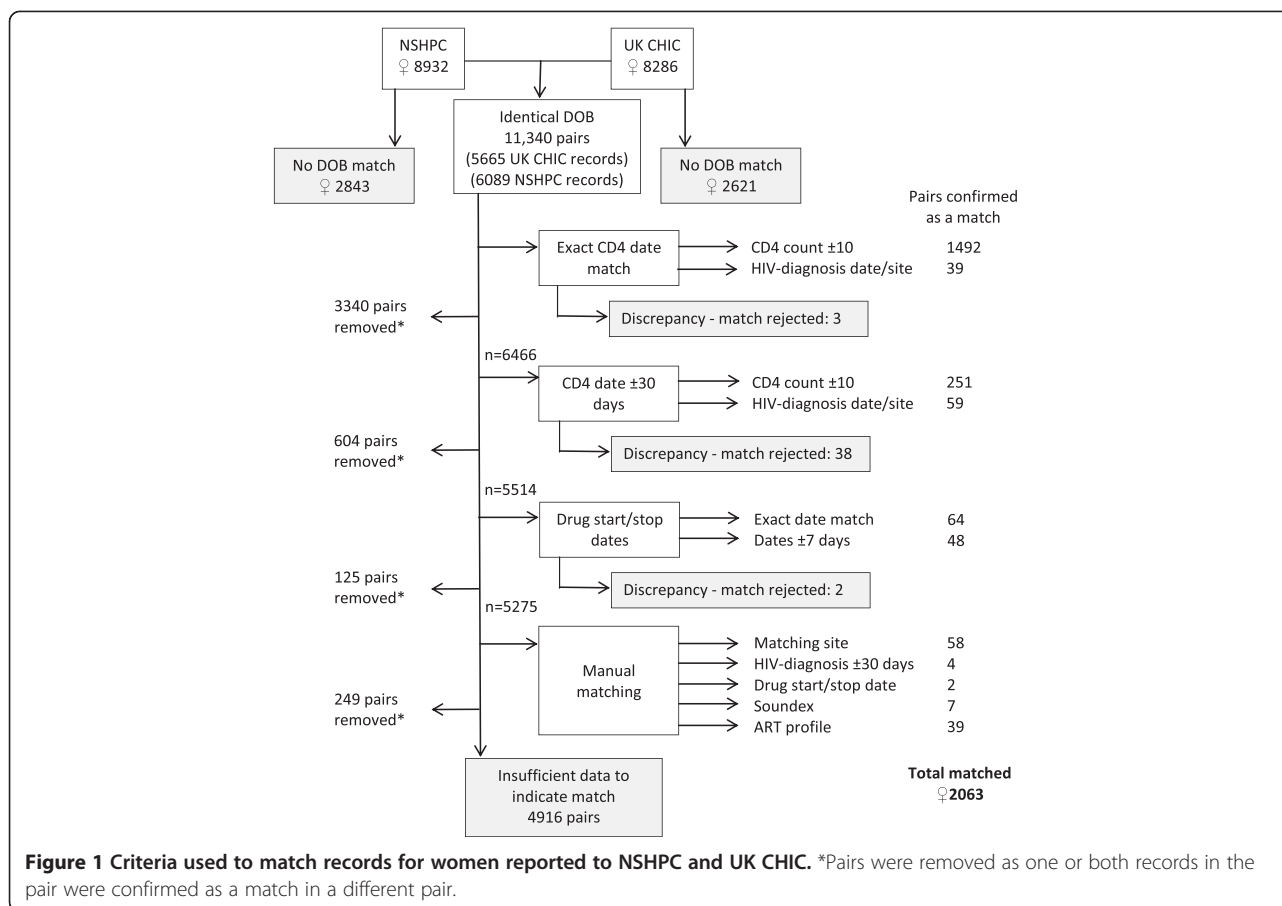 NSHPC
♀ 8932
UK CHIC
♀ 8286
Identical DOB
11,340 pairs
(5665 UK CHIC records)
(6089 NSHPC records)
No DOB match
♀ 2843
No DOB match
♀ 2621
Pairs confirmed
as a match
Exact CD4 date
match
CD4 count ±10 1492
HIV-diagnosis date/site 39
Discrepancy - match rejected: 3
3340 pairs
removed*
n=6466
CD4 date ±30
days
CD4 count ±10 251
HIV-diagnosis date/site 59
Discrepancy - match rejected: 38
604 pairs
removed*
n=5514
Drug start/stop
dates
Exact date match 64
Dates ±7 days 48
Discrepancy - match rejected: 2
125 pairs
removed*
n=5275
Manual
matching
Matching site 58
HIV-diagnosis ±30 days 4
Drug start/stop date 2
Soundex 7
ART profile 39
249 pairs
removed*
Insufficient data to
indicate match
4916 pairs
Total matched
♀2063
Figure 1 Criteria used to match records for women reported to NSHPC and UK CHIC. *Pairs were removed as one or both records in the
pair were confirmed as a match in a different pair.